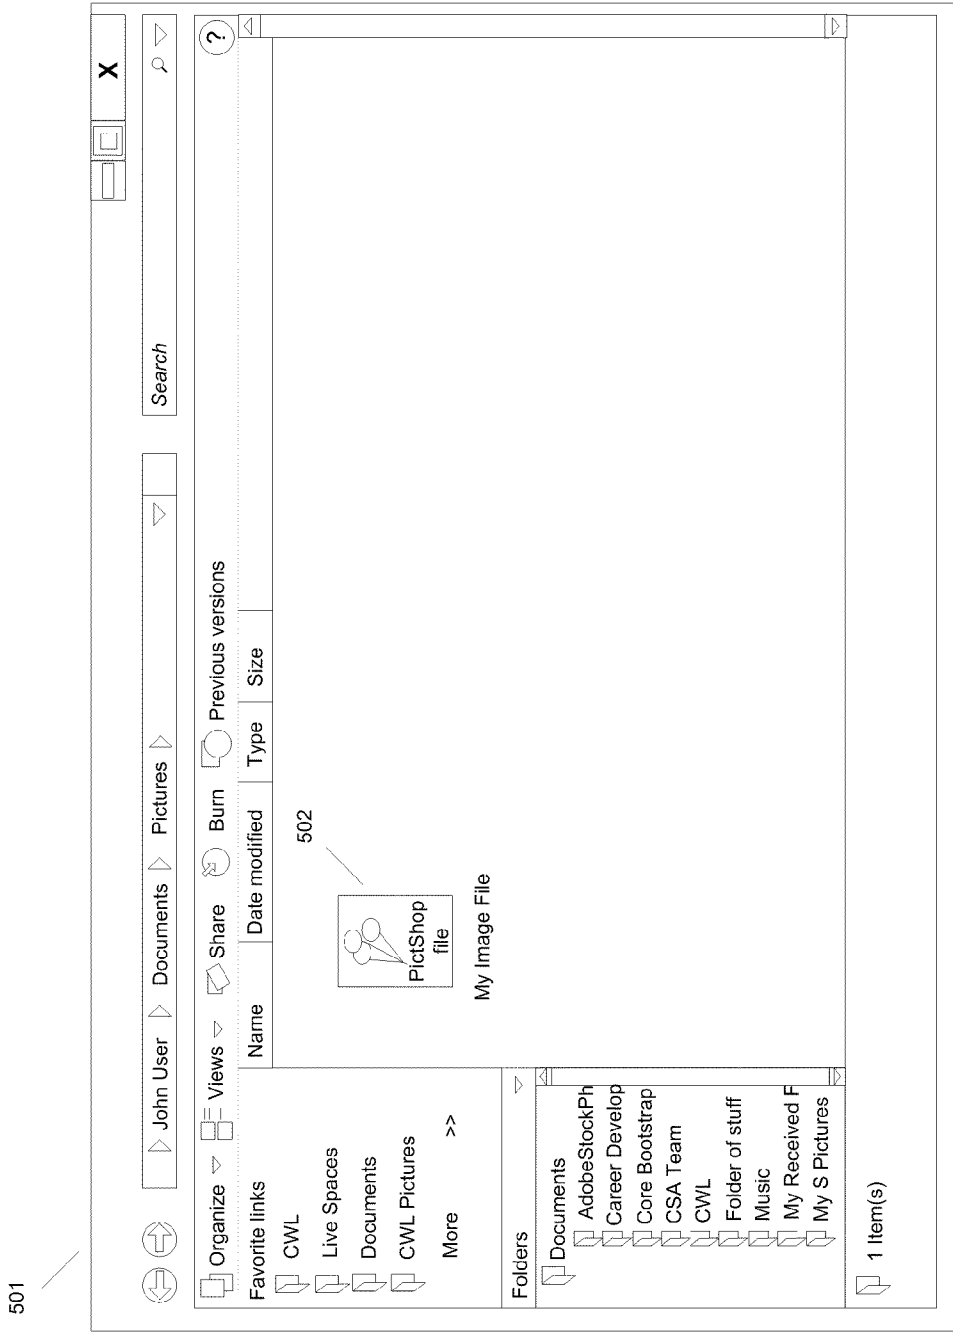 501
X
John User Documents Pictures
Search
Organize Views Share Burn Previous versions ?
Favorite links
CWL
Live Spaces
Documents
CWL Pictures
More >>
Name Date modified Type Size
502
PictShop
file
My Image File
Folders
Documents
AdobeStockPh
Career Develop
Core Bootstrap
CSA Team
CWL
Folder of stuff
Music
My Received F
My S Pictures
1 Item(s)